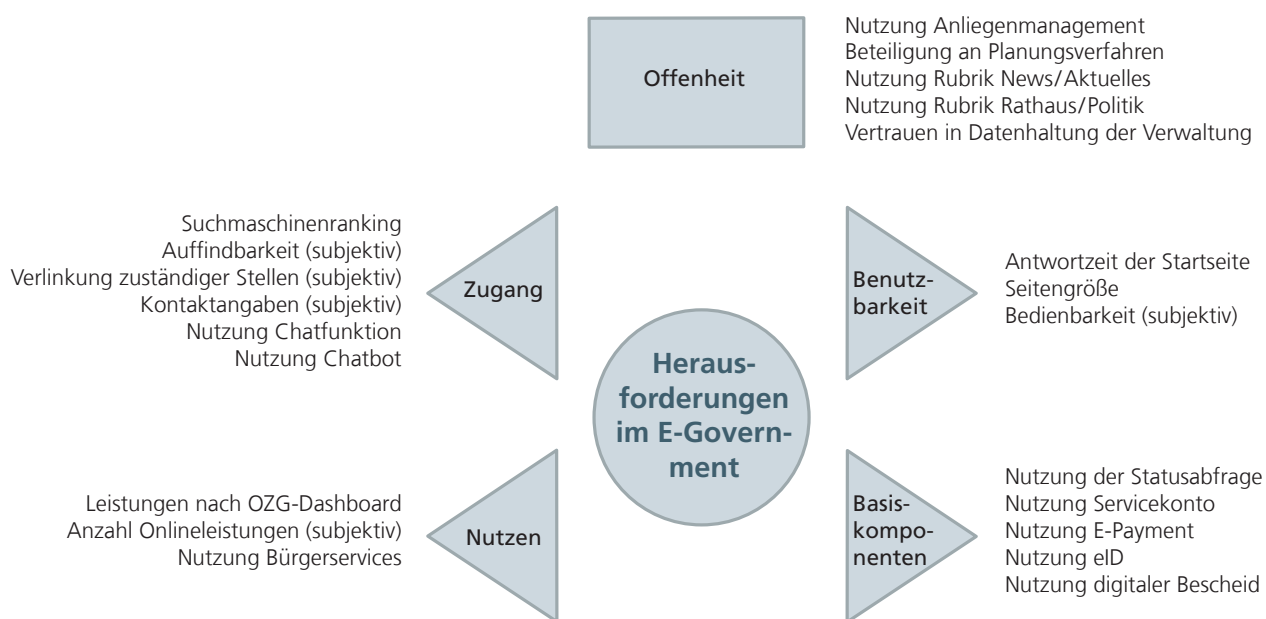 Offenheit
Nutzung Anliegenmanagement
Beteiligung an Planungsverfahren
Nutzung Rubrik News/Aktuelles
Nutzung Rubrik Rathaus/Politik
Vertrauen in Datenhaltung der Verwaltung
Suchmaschinenranking
Auffindbarkeit (subjektiv)
Verlinkung zuständiger Stellen (subjektiv)
Kontaktangaben (subjektiv)
Nutzung Chatfunktion
Nutzung Chatbot
Zugang
Benutz-
barkeit
Antwortzeit der Startseite
Seitengröße
Bedienbarkeit (subjektiv)
Heraus-
forderungen
im E-Govern-
ment
Leistungen nach OZG-Dashboard
Anzahl Onlineleistungen (subjektiv)
Nutzung Bürgerservices
Nutzen
Basis-
kompo-
nenten
Nutzung der Statusabfrage
Nutzung Servicekonto
Nutzung E-Payment
Nutzung eID
Nutzung digitaler Bescheid